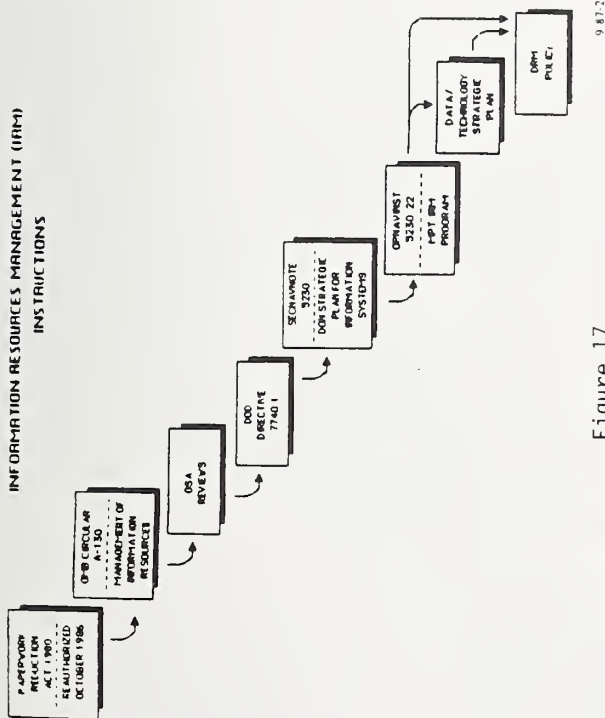 INFORMATION RESOURCES MANAGEMENT (IRM)
INSTRUCTIONS
PAPERWORK
REDUCTION
ACT 1980
REAUTHORIZED
OCTOBER 1986
OMB CIRCULAR
A-130
MANAGEMENT OF
INFORMATION
RESOURCES
GSA
REVIEWS
DOD
DIRECTIVE
7740.1
SECNAVNOTE
5230
DON STRATEGIC
PLAN FOR
INFORMATION
SYSTEMS
OPNAVINST
5230.22
MPT IRM
PROGRAM
DATA/
TECHNOLOGY
STRATEGIC
PLAN
DRM
POLICY
Figure 17